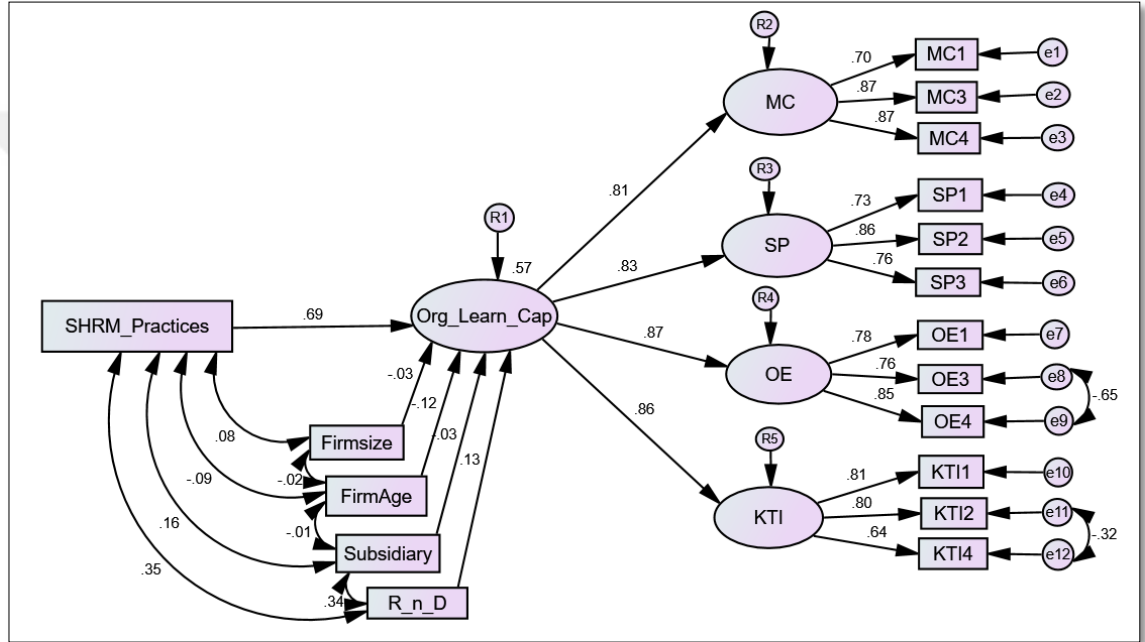 R2
MC
.70
MC1
e1
.87
MC3
e2
.87
MC4
e3
.81
R3
SP
.73
SP1
e4
.86
SP2
e5
.76
SP3
e6
R1
.57
.83
SHRM_Practices
.69
Org_Learn_Cap
R4
OE
.87
.78
OE1
e7
.76
OE3
e8
.85
OE4
e9
-.65
.86
R5
KTI
.81
KTI1
e10
.80
KTI2
e11
.64
KTI4
e12
-.32
-.03
-.12
.03
.13
.08
Firmsize
-.02
-.09
FirmAge
-.01
.16
Subsidiary
.35
.34
R_n_D